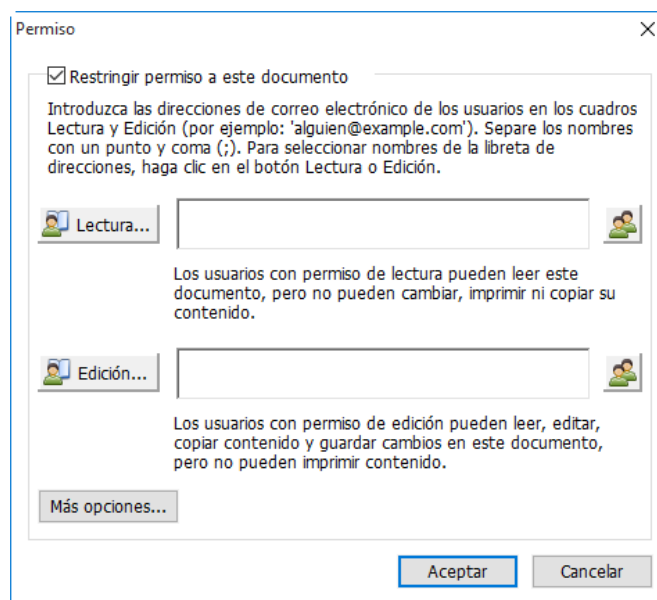 Permiso
Restringir permiso a este documento
Introduzca las direcciones de correo electrónico de los usuarios en los cuadros
Lectura y Edición (por ejemplo: 'alguien@example.com'). Separe los nombres
con un punto y coma (;). Para seleccionar nombres de la libreta de
direcciones, haga clic en el botón Lectura o Edición.
Lectura...
Los usuarios con permiso de lectura pueden leer este
documento, pero no pueden cambiar, imprimir ni copiar su
contenido.
Edición...
Los usuarios con permiso de edición pueden leer, editar,
copiar contenido y guardar cambios en este documento,
pero no pueden imprimir contenido.
Más opciones...
Aceptar Cancelar